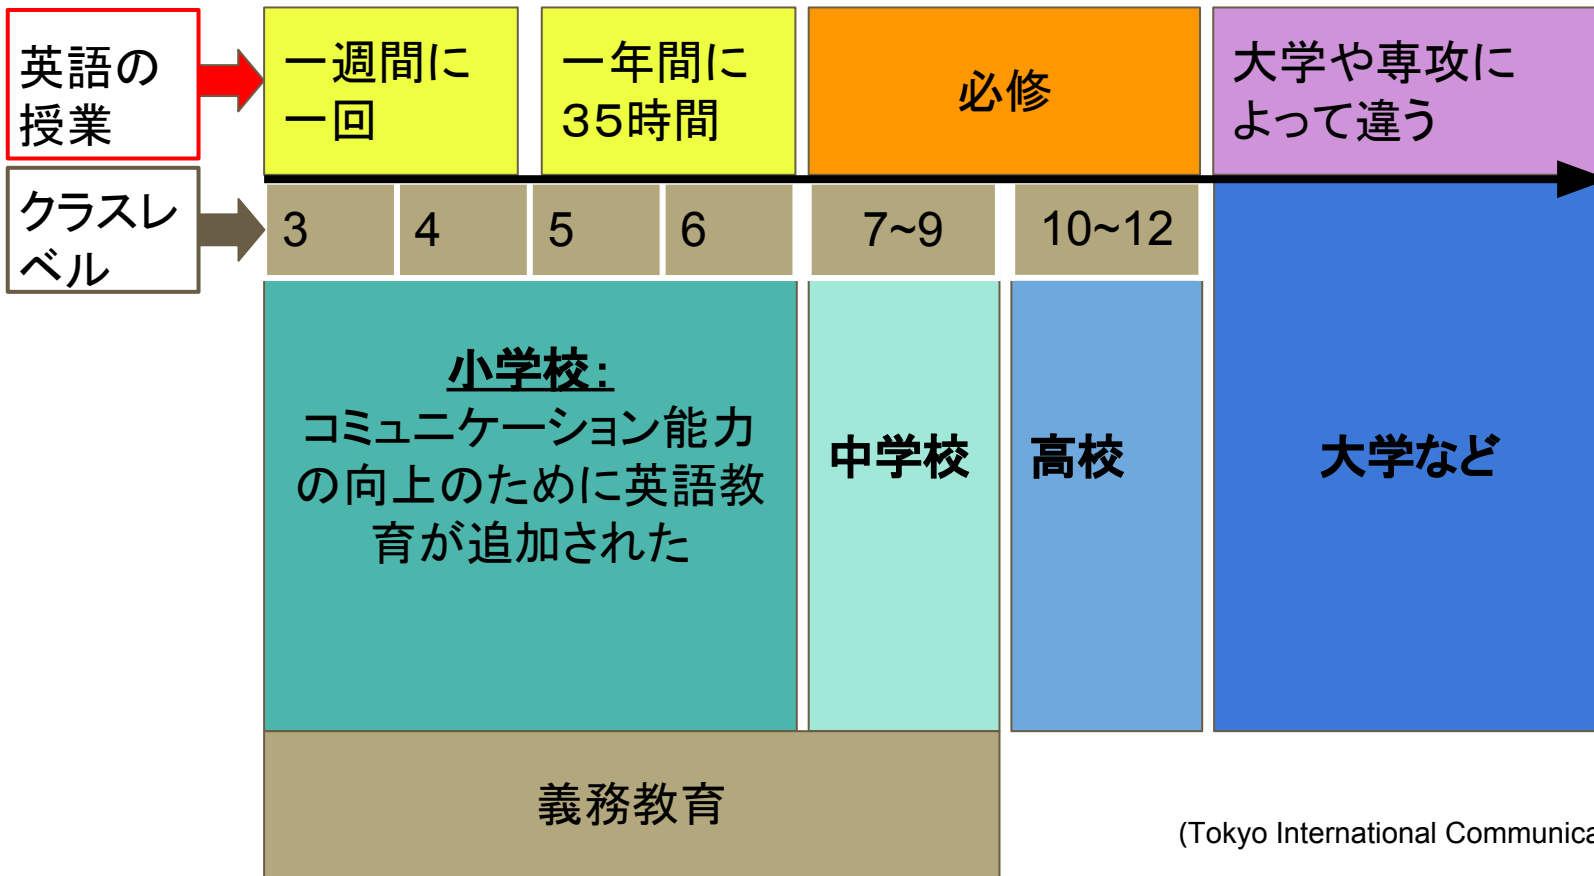 英語の
授業
一週間に
一回
一年間に
35時間
必修
大学や専攻に
よって違う
クラスレ
ベル
3
4
5
6
7~9
10~12
小学校:
コミュニケーション能力
の向上のために英語教
育が追加された
中学校
高校
大学など
義務教育
(Tokyo International